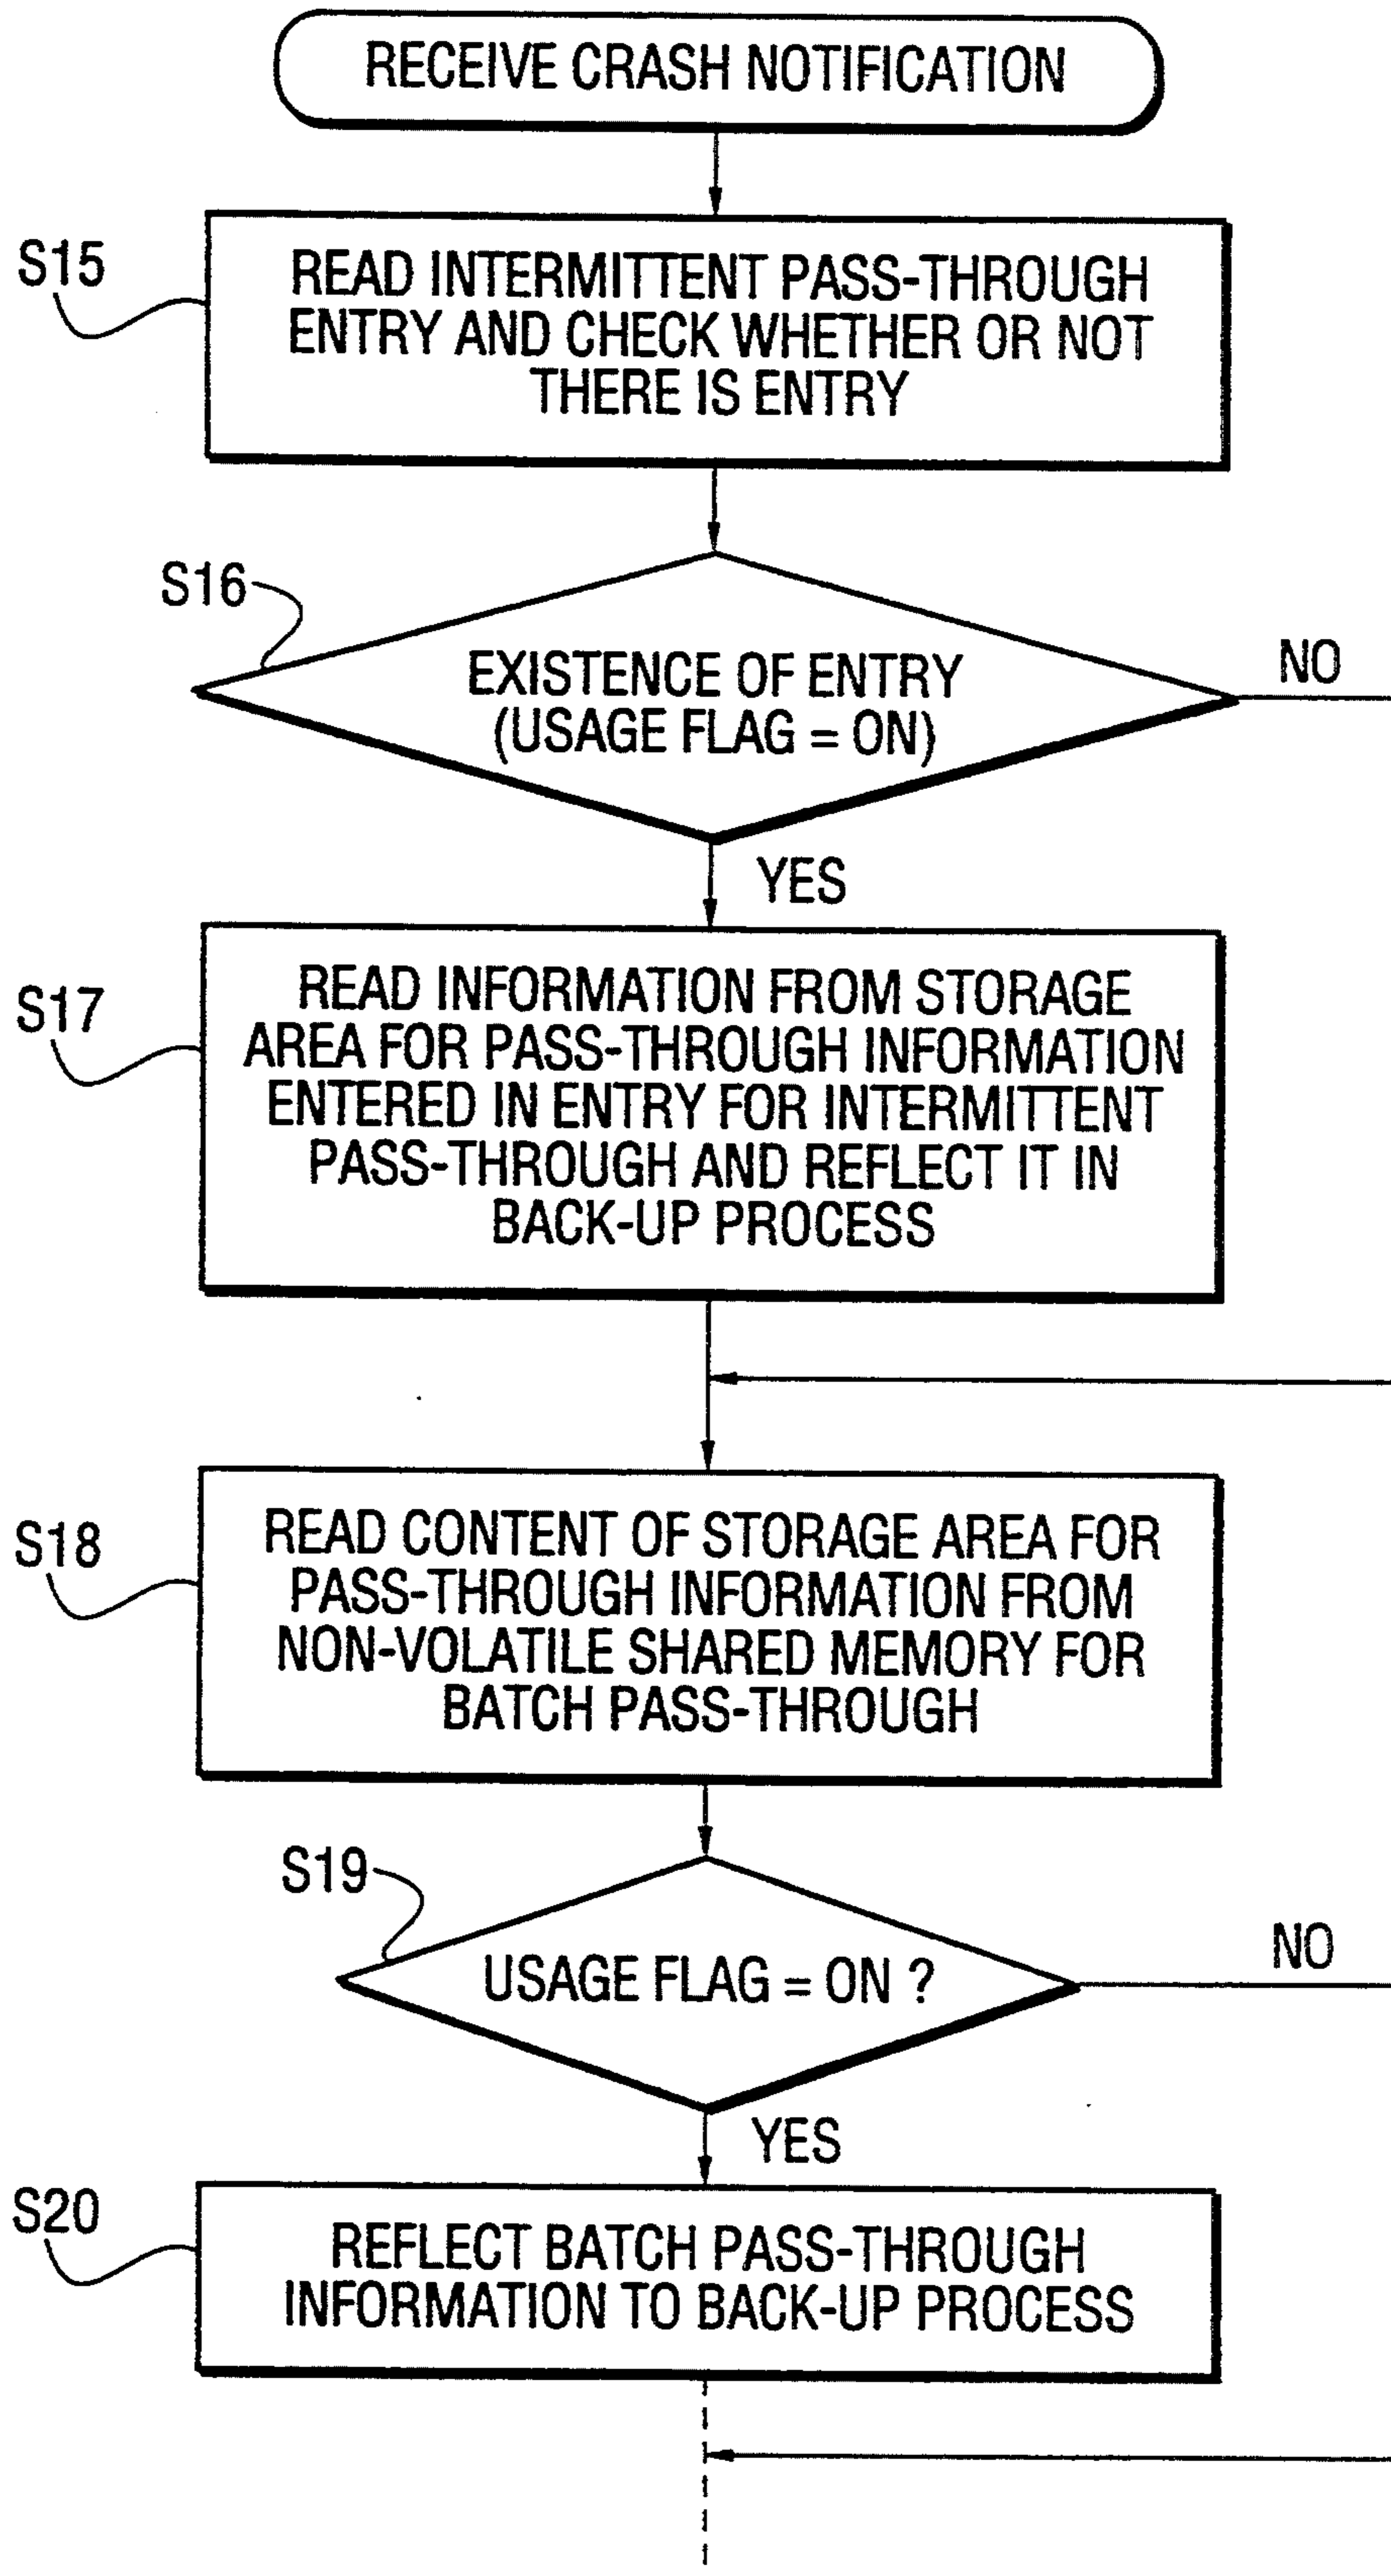 RECEIVE CRASH NOTIFICATION
S15
READ INTERMITTENT PASS-THROUGH
ENTRY AND CHECK WHETHER OR NOT
THERE IS ENTRY
S16
EXISTENCE OF ENTRY
(USAGE FLAG = ON)
NO
YES
S17
READ INFORMATION FROM STORAGE
AREA FOR PASS-THROUGH INFORMATION
ENTERED IN ENTRY FOR INTERMITTENT
PASS-THROUGH AND REFLECT IT IN
BACK-UP PROCESS
S18
READ CONTENT OF STORAGE AREA FOR
PASS-THROUGH INFORMATION FROM
NON-VOLATILE SHARED MEMORY FOR
BATCH PASS-THROUGH
S19
USAGE FLAG = ON ?
NO
YES
S20
REFLECT BATCH PASS-THROUGH
INFORMATION TO BACK-UP PROCESS